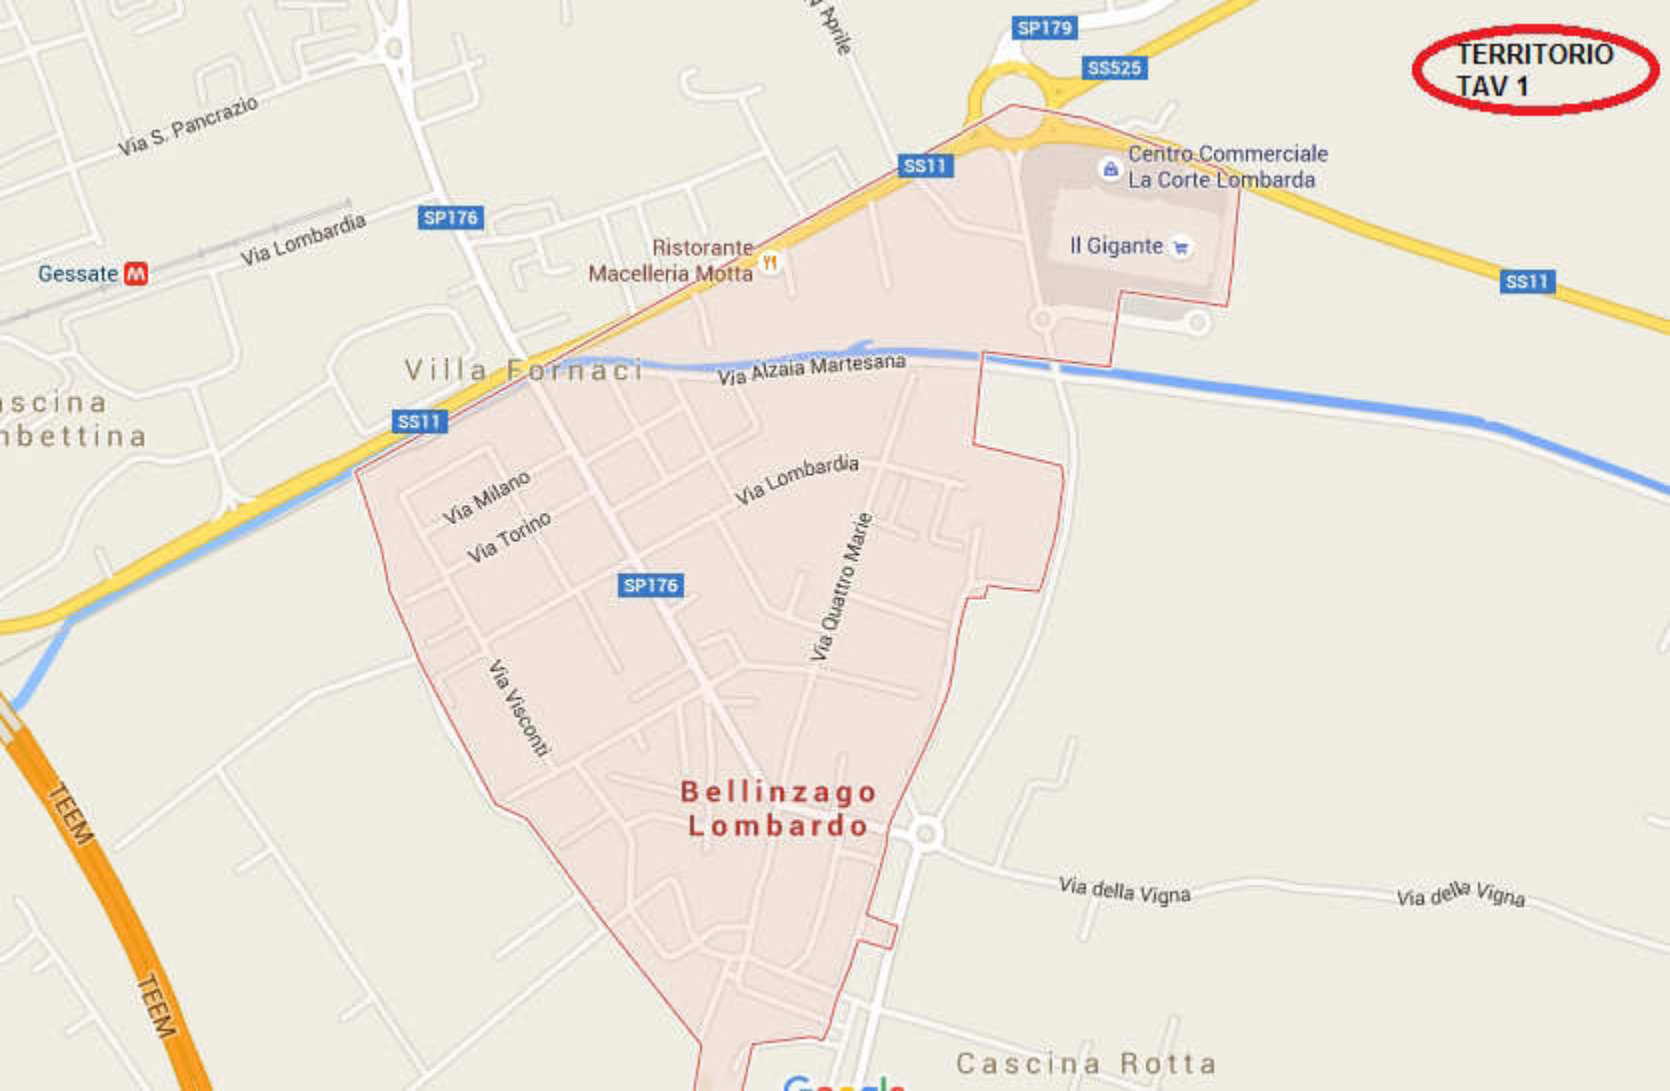 SP179
TERRITORIO
TAV 1
Aprile
SS525
Via S. Pancrazio
SS11
Centro Commerciale
La Corte Lombarda
SP176
Via Lombardia
Ristorante
Macelleria Motta
Il Gigante
Gessate
SS11
Villa Fornaci
Via Alzaia Martesana
SS11
Via Milano
Via Lombardia
Via Torino
SP176
Via Quattro Marie
Via Visconti
Bellinzago
Lombardo
TEEM
Via della Vigna
Via della Vigna
TEEM
Cascina Rotta
Google